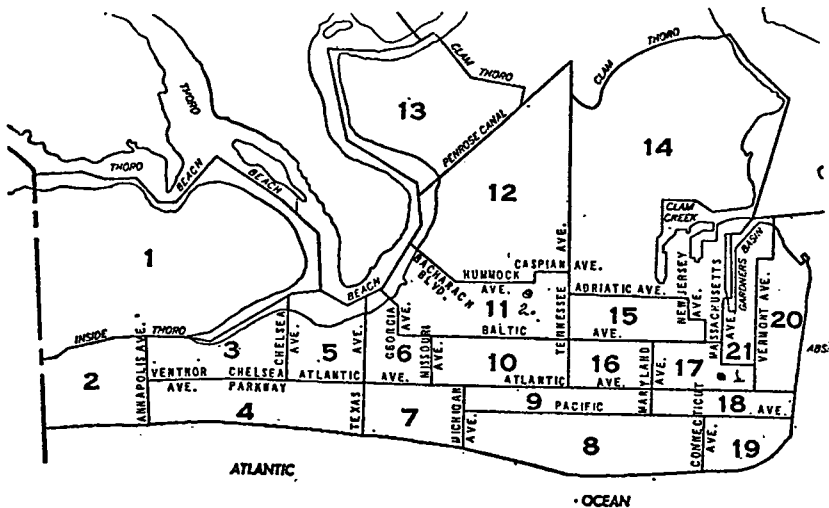 CLAM
THORO
CLAM
THORO
13
THORO
PENROSE CANAL
14
THORO
BEACH
BEACH
12
CLAM
CREEK
1
BACHARACH
BLVD.
CASPIAN
AVE.
AVE.
HUMMOCK
AVE.
BEACH
ADRIATIC AVE.
NEW JERSEY
AVE.
MASSACHUSETTS
AVE.
GARDNERS
BASIN
VERMONT AVE.
20
11
2.
TENNESSEE
15
INSIDE
THORO
ANNAPOLIS AVE.
3
CHELSEA
AVE.
5
AVE.
GEORGIA
AVE.
6
MISSOURI
AVE.
BALTIC
AVE.
10
16
MARYLAND
AVE.
17
21
ABS
2
VENTNOR
AVE.
CHELSEA
PARKWAY
ATLANTIC
AVE.
ATLANTIC
AVE.
4
TEXAS
7
MICHIGAN
AVE.
9
PACIFIC
18
AVE.
CONNECTICUT
AVE.
8
19
ATLANTIC
OCEAN